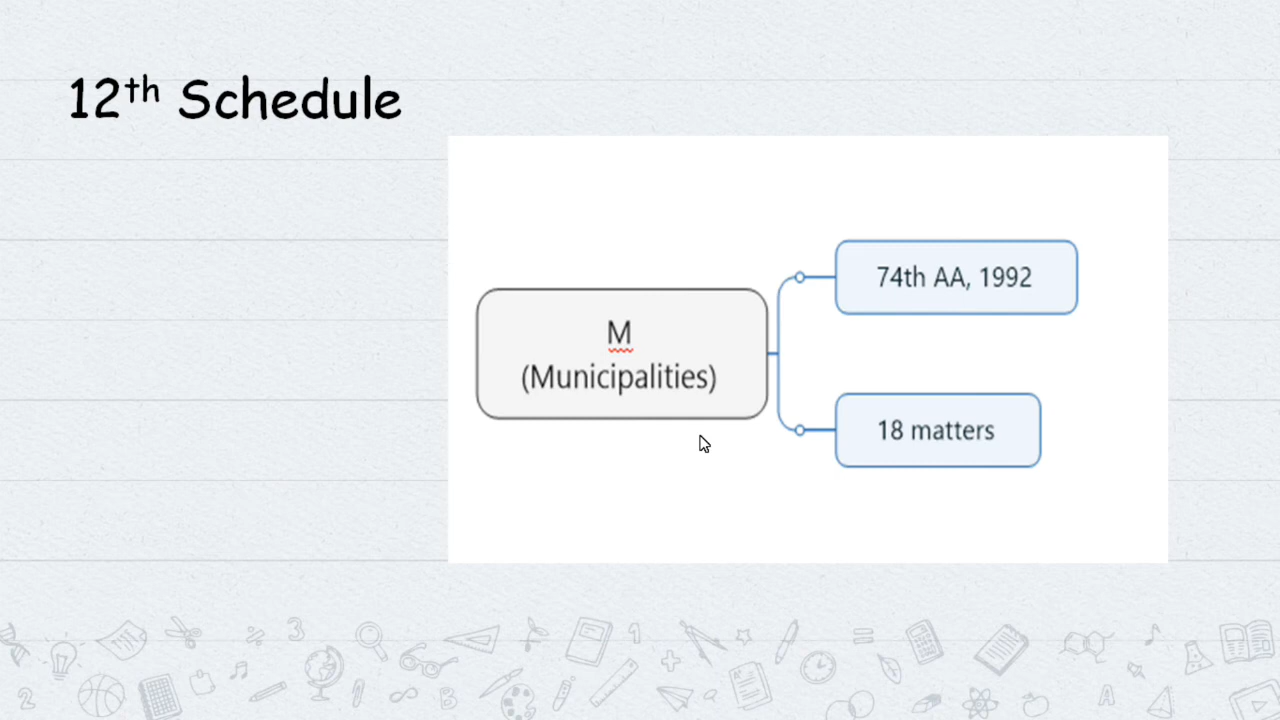 12th Schedule
M
(Municipalities)
74th AA, 1992
18 matters